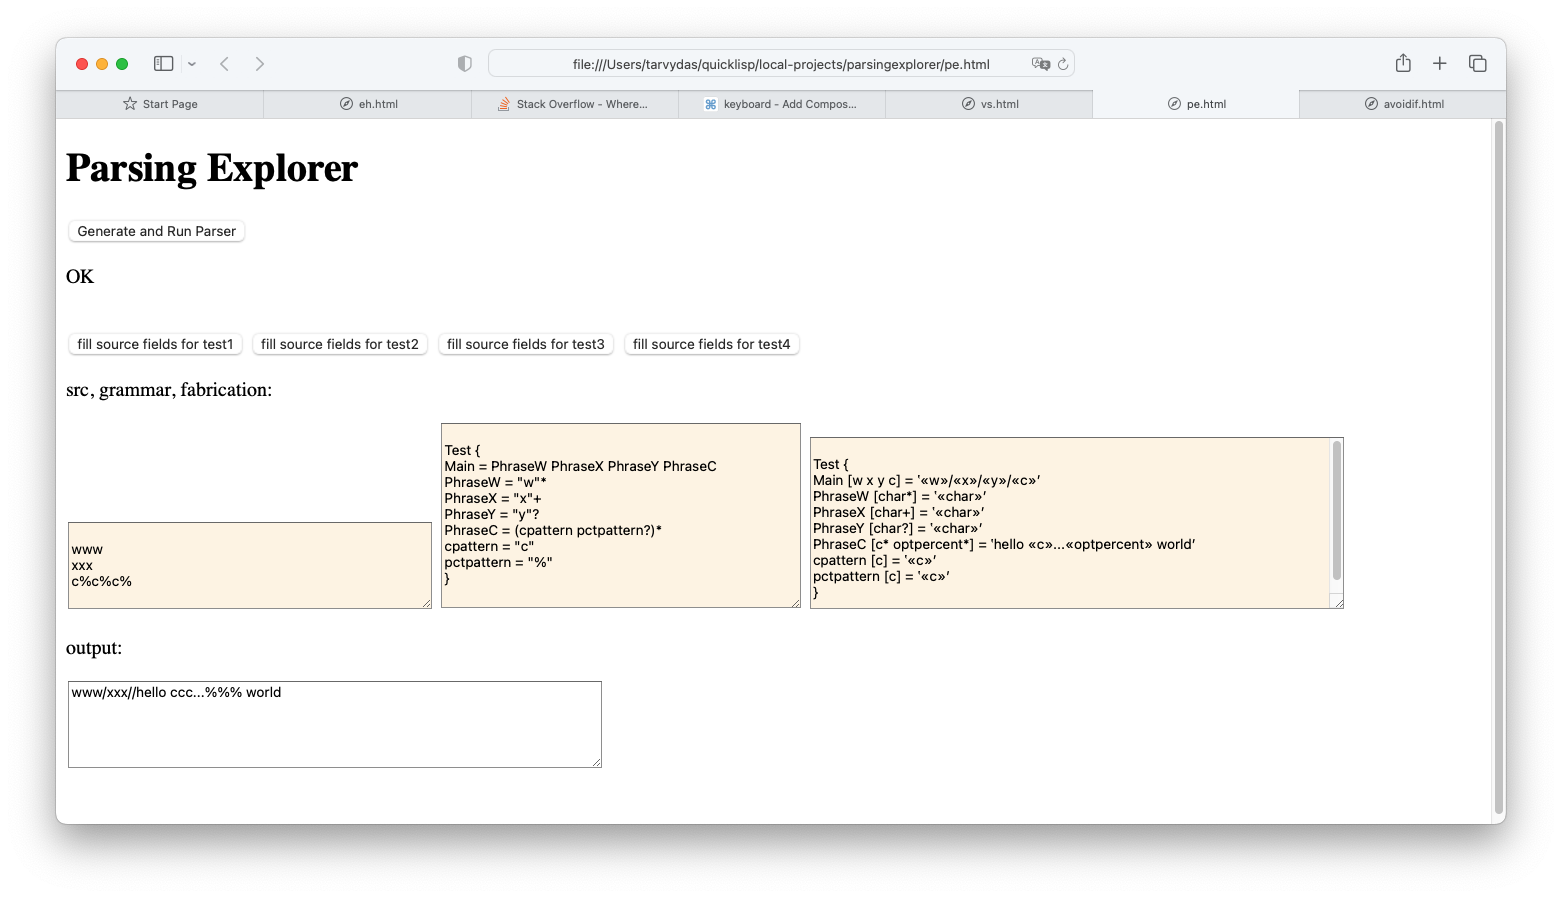 file:///Users/tarvydas/quicklisp/local-projects/parsingexplorer/pe.html
Start Page
eh.html
Stack Overflow - Where...
keyboard - Add Compos...
vs.html
pe.html
avoidif.html
Parsing Explorer
Generate and Run Parser
OK
fill source fields for test1
fill source fields for test2
fill source fields for test3
fill source fields for test4
src, grammar, fabrication:
www
xxx
c%c%c%
Test {
Main = PhraseW PhraseX PhraseY PhraseC
PhraseW = "w"*
PhraseX = "x"+
PhraseY = "y"?
PhraseC = (cpattern pctpattern?)*
cpattern = "c"
pctpattern = "%"
}
Test {
Main [w x y c] = ‛«w»/«x»/«y»/«c»’
PhraseW [char*] = ‛«char»’
PhraseX [char+] = ‛«char»’
PhraseY [char?] = ‛«char»’
PhraseC [c* optpercent*] = ‛hello «c»...«optpercent» world’
cpattern [c] = ‛«c»’
pctpattern [c] = ‛«c»’
}
output:
www/xxx//hello ccc...%%% world